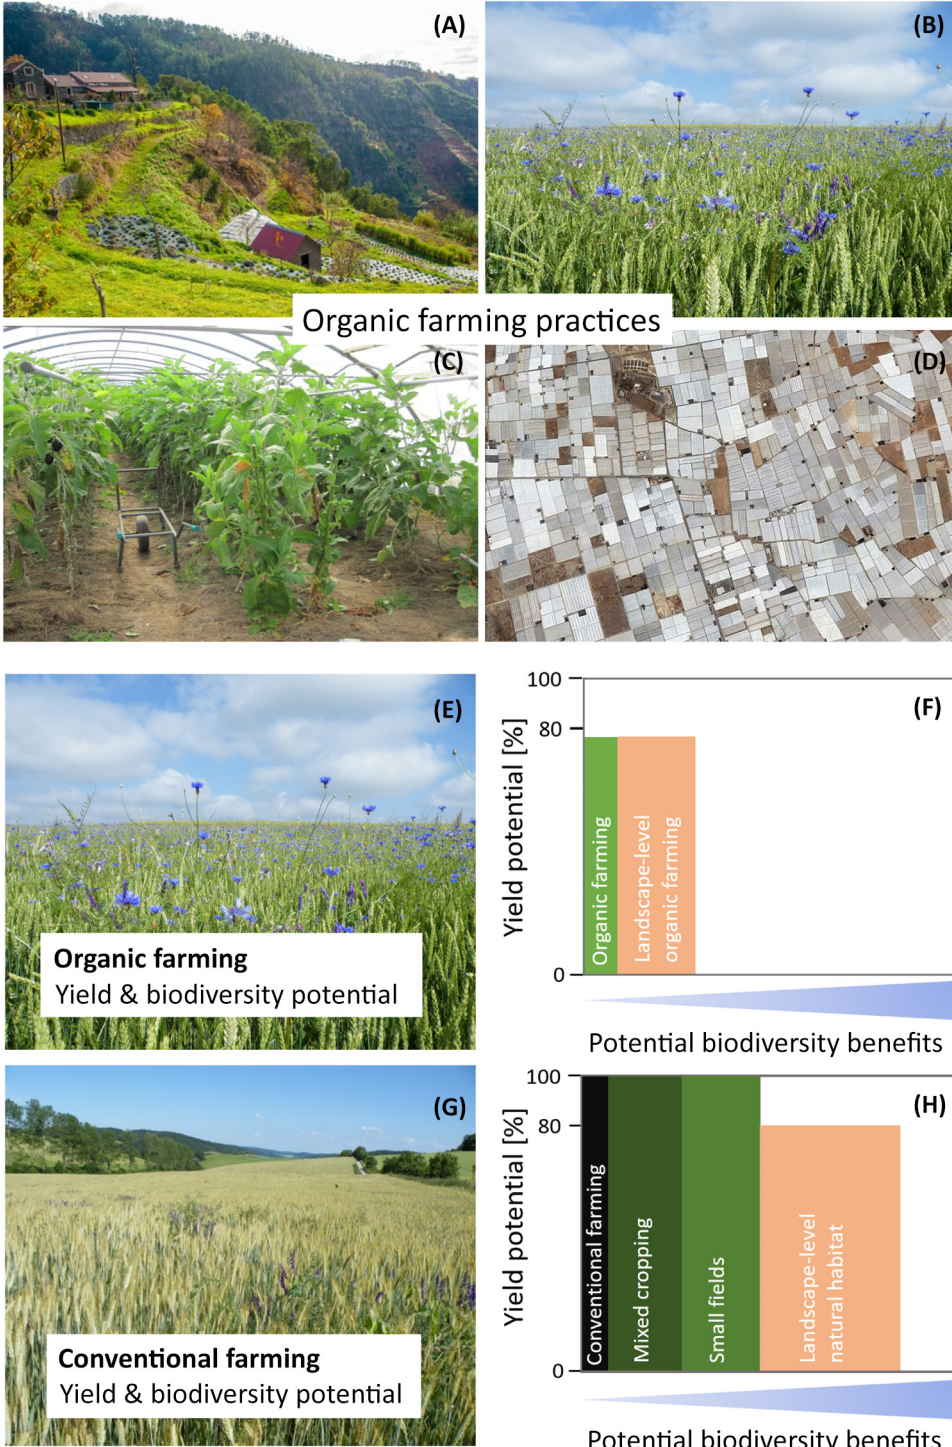 (A)
(B)
Organic farming practices
(C)
(D)
(E)
Organic farming
Yield & biodiversity potential
(F)
100
80
0
Yield potential [%]
Organic farming
Landscape-level
organic farming
Potential biodiversity benefits
(G)
Conventional farming
Yield & biodiversity potential
(H)
100
80
0
Yield potential [%]
Conventional farming
Mixed cropping
Small fields
Landscape-level
natural habitat
Potential biodiversity benefits